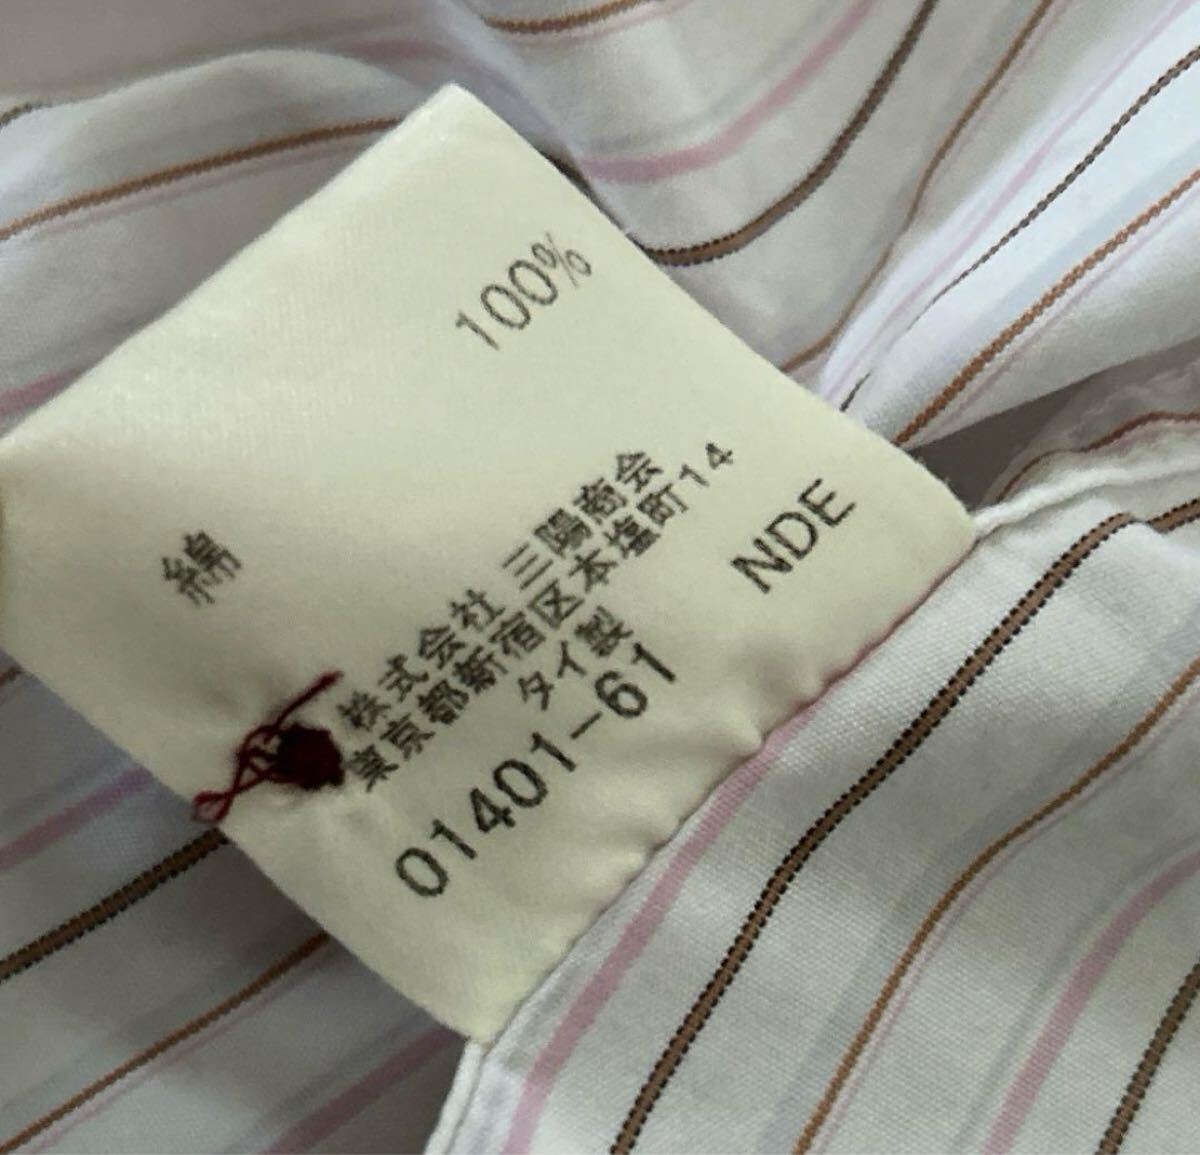 綿 100%
株式会社 三陽商会
東京都新宿区本塩町14
タイ製
01401-61 NDE